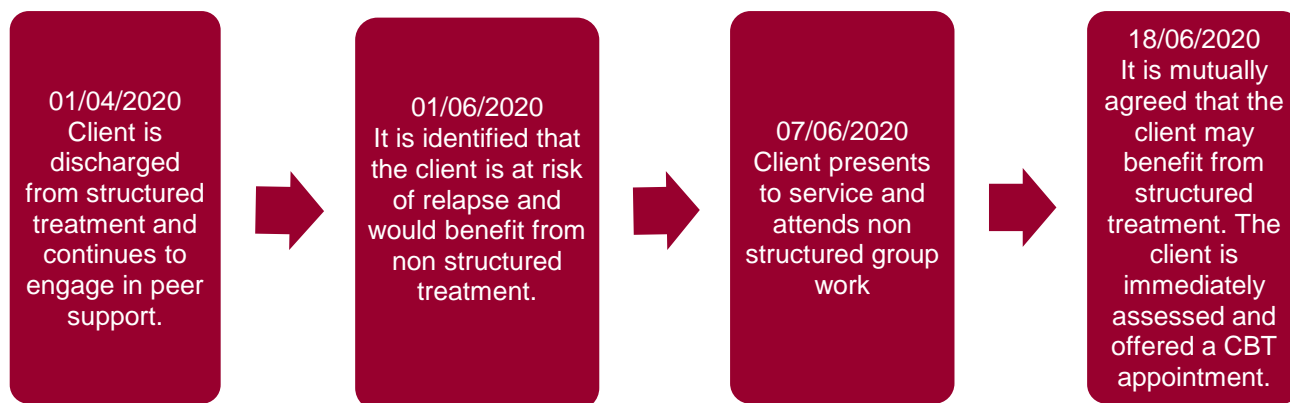 01/04/2020
Client is
discharged
from structured
treatment and
continues to
engage in peer
support.
01/06/2020
It is identified that
the client is at risk
of relapse and
would benefit from
non structured
treatment.
07/06/2020
Client presents
to service and
attends non
structured group
work
18/06/2020
It is mutually
agreed that the
client may
benefit from
structured
treatment. The
client is
immediately
assessed and
offered a CBT
appointment.